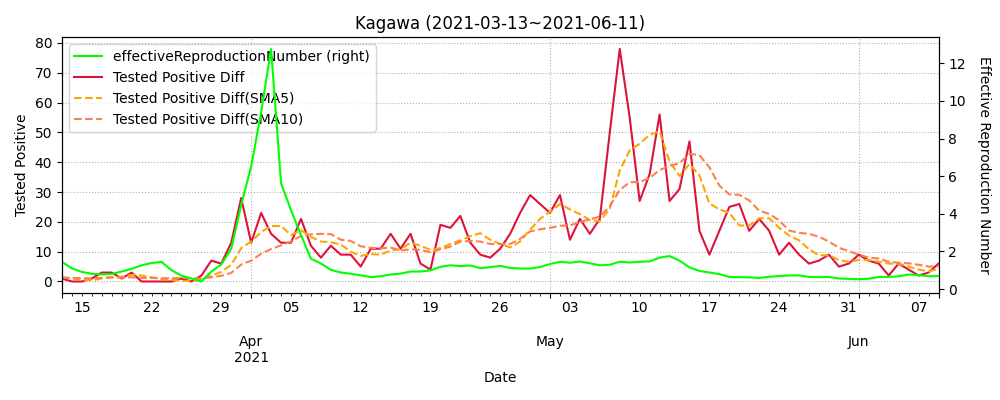 Kagawa (2021-03-13~2021-06-11)
effectiveReproductionNumber (right)
Tested Positive Diff
Tested Positive Diff(SMA5)
Tested Positive Diff(SMA10)
Tested Positive
80
70
60
50
40
30
20
10
0
Effective Reproduction Number
12
10
8
6
4
2
0
15 22 29 05 12 19 26 03 10 17 24 31 07
Apr May Jun
2021
Date